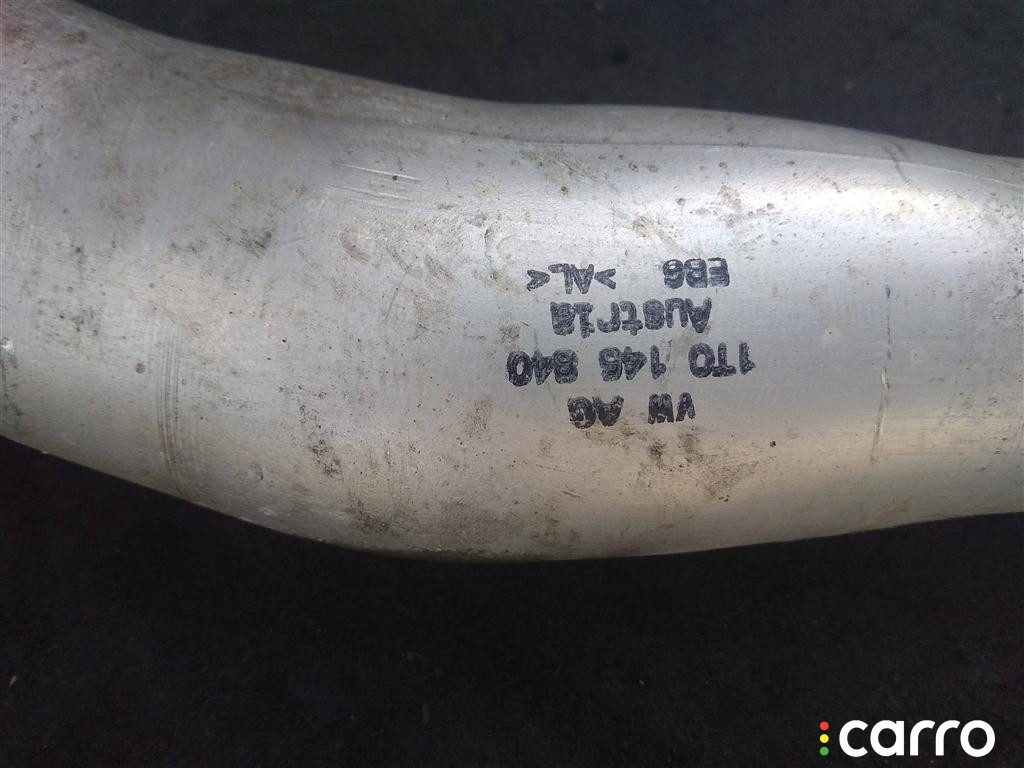 VW AG
1T0 145 840
Austria
EB6 >AL<
carro